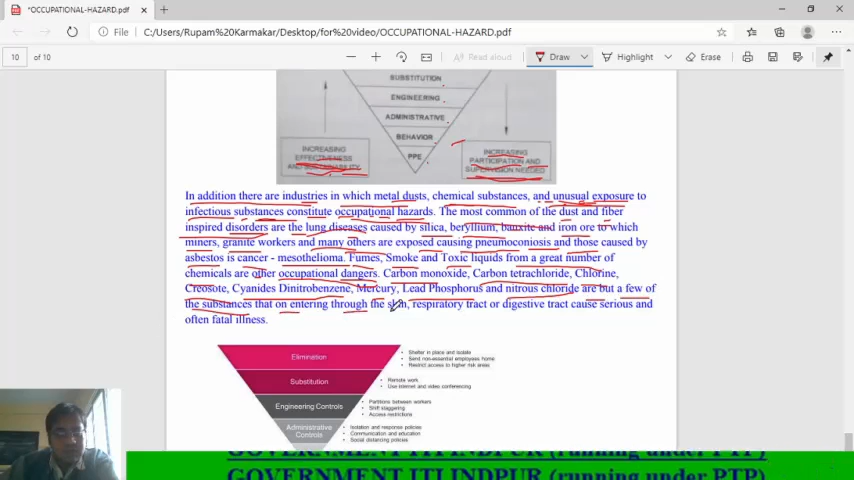 *OCCUPATIONAL-HAZARD.pdf
File
C:/Users/Rupam%20Karmakar/Desktop/for%20video/OCCUPATIONAL-HAZARD.pdf
10 of 10
Read aloud
Draw
Highlight
Erase
SUBSTITUTION
ENGINEERING
ADMINISTRATIVE
BEHAVIOR
PPE
INCREASING
EFFECTIVENESS
AND SUSTAINABILITY
INCREASING
PARTICIPATION AND
SUPERVISION NEEDED
In addition there are industries in which metal dusts, chemical substances, and unusual exposure to
infectious substances constitute occupational hazards. The most common of the dust and fiber
inspired disorders are the lung diseases caused by silica, beryllium, bauxite and iron ore to which
miners, granite workers and many others are exposed causing pneumoconiosis and those caused by
asbestos is cancer - mesothelioma. Fumes, Smoke and Toxic liquids from a great number of
chemicals are other occupational dangers. Carbon monoxide, Carbon tetrachloride, Chlorine,
Creosote, Cyanides Dinitrobenzene, Mercury, Lead Phosphorus and nitrous chloride are but a few of
the substances that on entering through the skin, respiratory tract or digestive tract cause serious and
often fatal illness.
Elimination
• Shelter in place and isolate
• Send non-essential employees home
• Restrict access to higher risk areas
Substitution
• Remote work
• Use internet and video conferencing
Engineering Controls
• Partitions between workers
• Shift staggering
• Access restrictions
Administrative
Controls
• Isolation and response policies
• Communication and education
• Social distancing policies
GOVERNMENT ITI INDPUR (running under PTP)
GOVERNMENT ITI INDPUR (running under PTP)